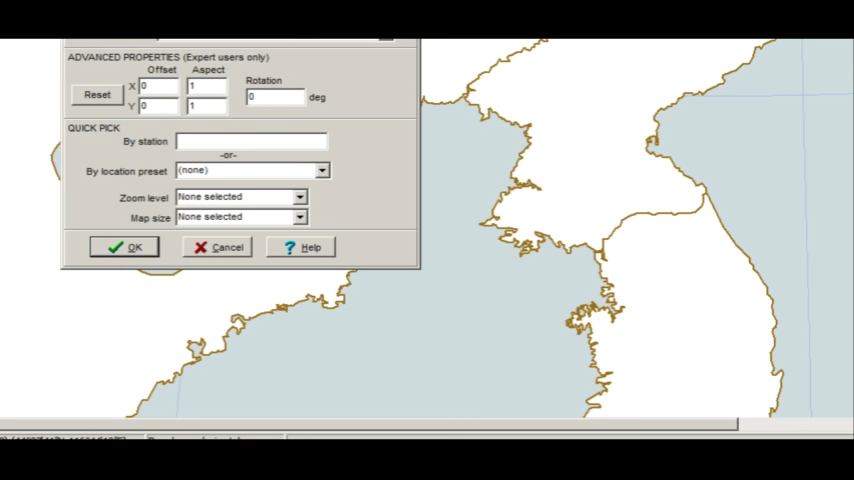 ADVANCED PROPERTIES (Expert users only)
Offset Aspect
Rotation
X 0 1
0 deg
Reset
Y 0 1
QUICK PICK
By station
-or-
By location preset (none)
Zoom level None selected
Map size None selected
OK Cancel Help